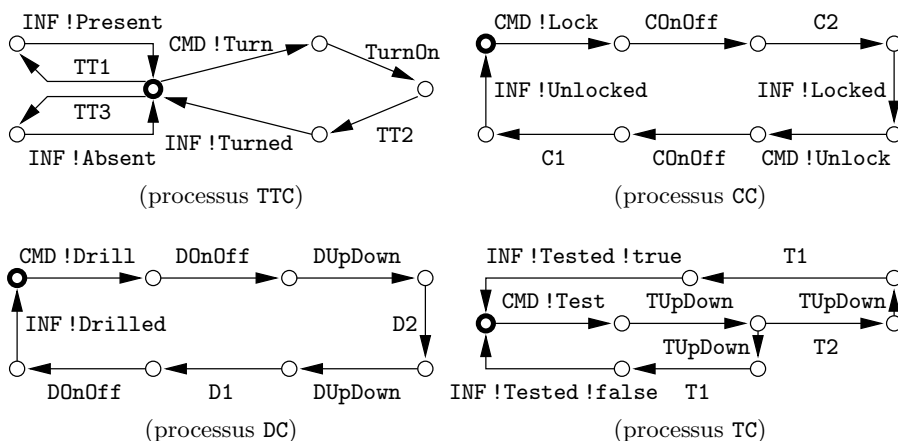 INF !Present
CMD !Turn
TurnOn
TT1
TT3
INF !Absent
INF !Turned
TT2
(processus TTC)
CMD !Lock
COnOff
C2
INF !Unlocked
INF !Locked
C1
COnOff
CMD !Unlock
(processus CC)
CMD !Drill
DOnOff
DUpDown
INF !Drilled
D2
DOnOff
D1
DUpDown
(processus DC)
INF !Tested !true
T1
CMD !Test
TUpDown
TUpDown
TUpDown
T2
INF !Tested !false
T1
(processus TC)